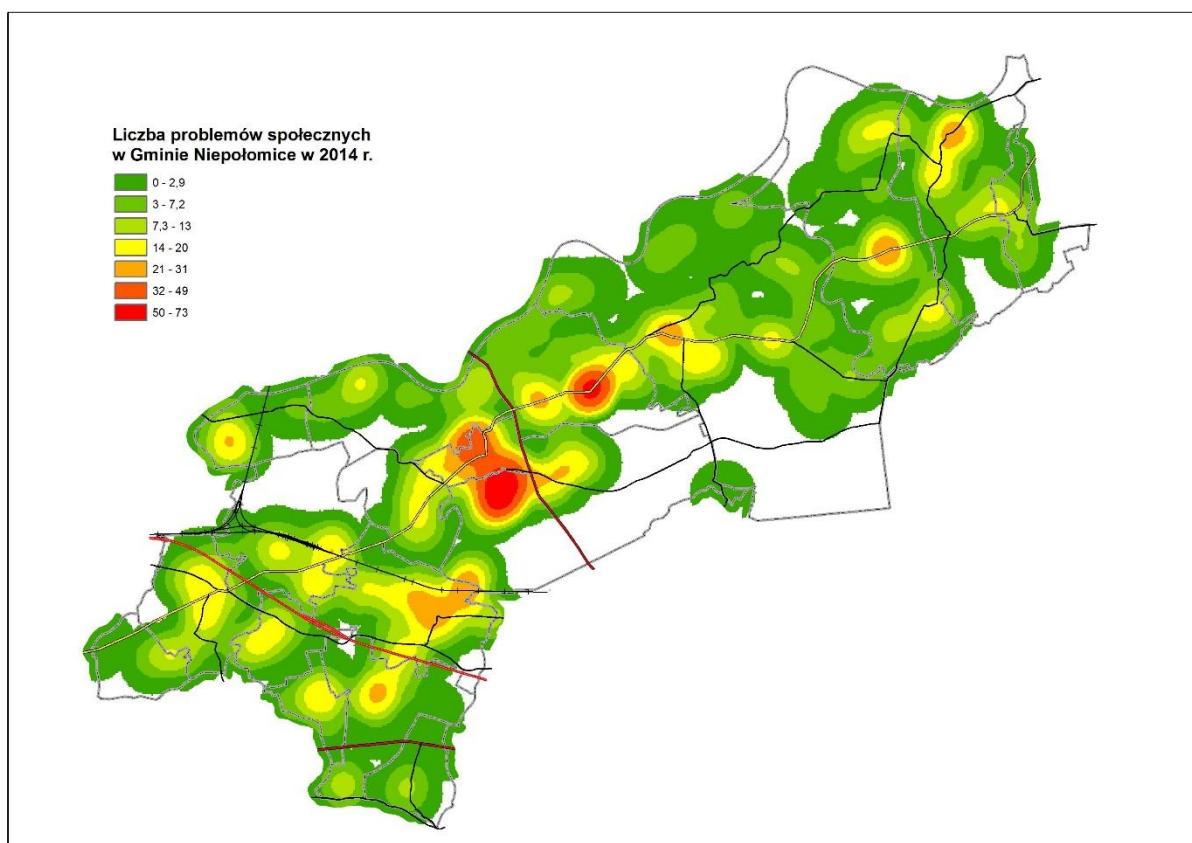 Liczba problemów społecznych
w Gminie Niepołomice w 2014 r.
0 - 2,9
3 - 7,2
7,3 - 13
14 - 20
21 - 31
32 - 49
50 - 73